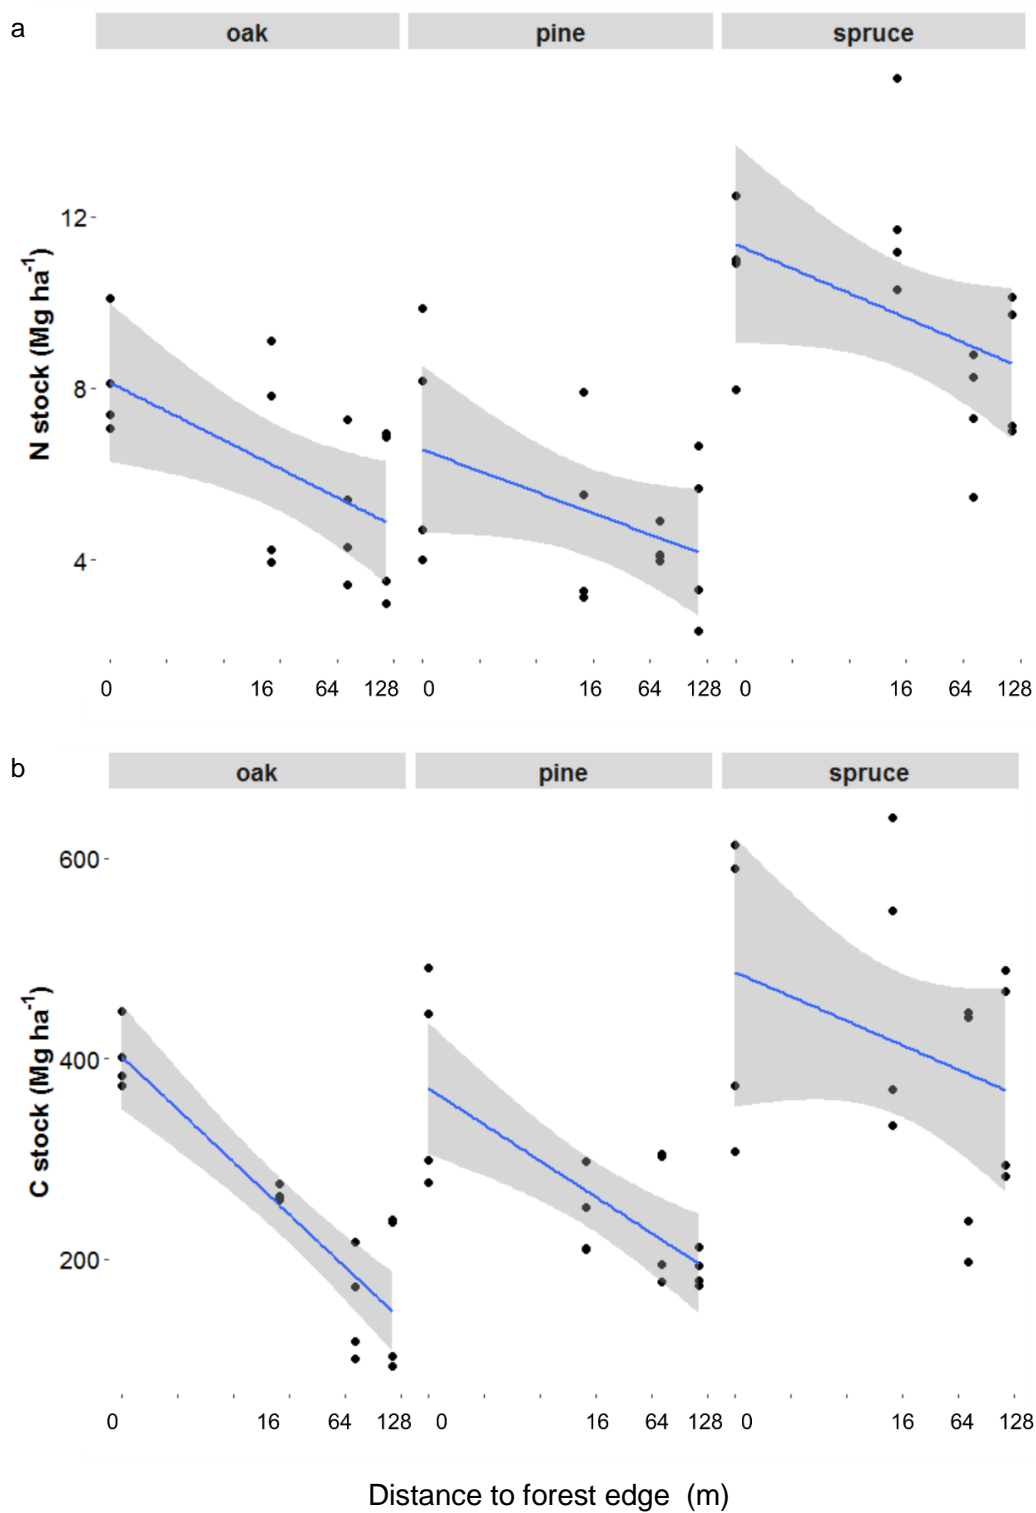 a
oak pine spruce
12
8
4
N stock (Mg ha⁻¹)
0 16 64 128 0 16 64 128 0 16 64 128
b
oak pine spruce
600
400
200
C stock (Mg ha⁻¹)
0 16 64 128 0 16 64 128 0 16 64 128
Distance to forest edge (m)